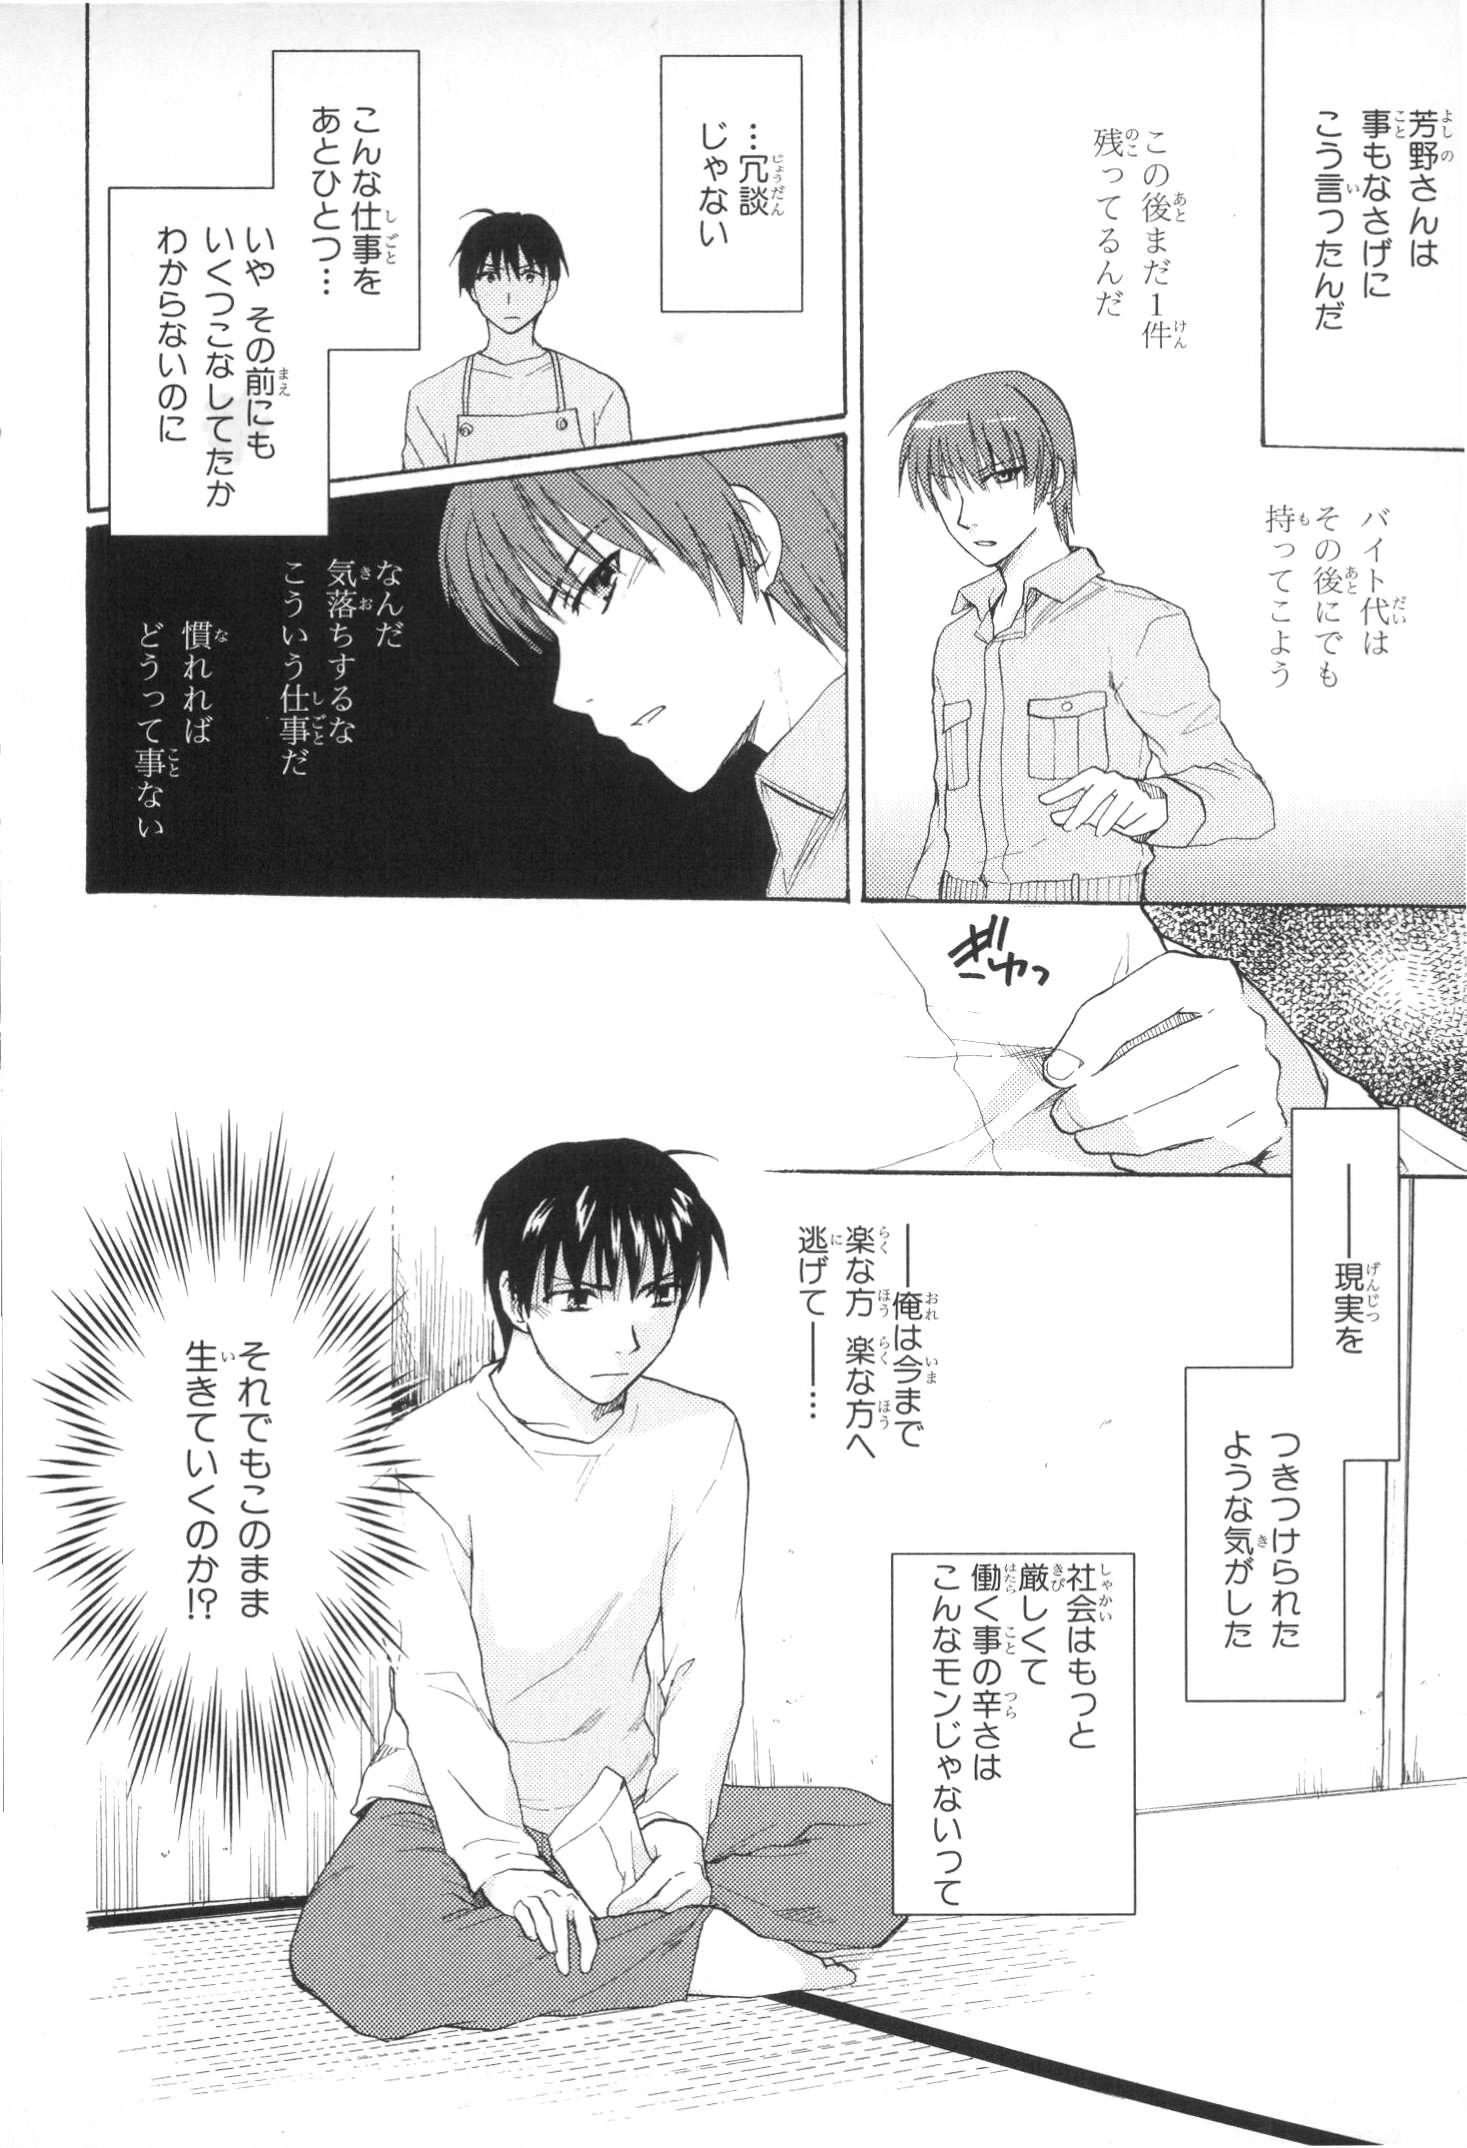 芳野さんは
事もなさげに
こう言ったんだ
この後まだ1件
残ってるんだ
バイト代は
その後にでも
持ってこよう
…冗談
じゃない
こんな仕事を
あとひとつ…
いや その前にも
いくつこなしてたか
わからないのに
なんだ
気落ちするな
こういう仕事だ
慣れれば
どうって事ない
ギュッ
――現実を
つきつけられた
ような気がした
社会はもっと
厳しくて
働く事の辛さは
こんなモンじゃないって
――俺は今まで
楽な方 楽な方へ
逃げて――…
それでもこのまま
生きていくのか!?